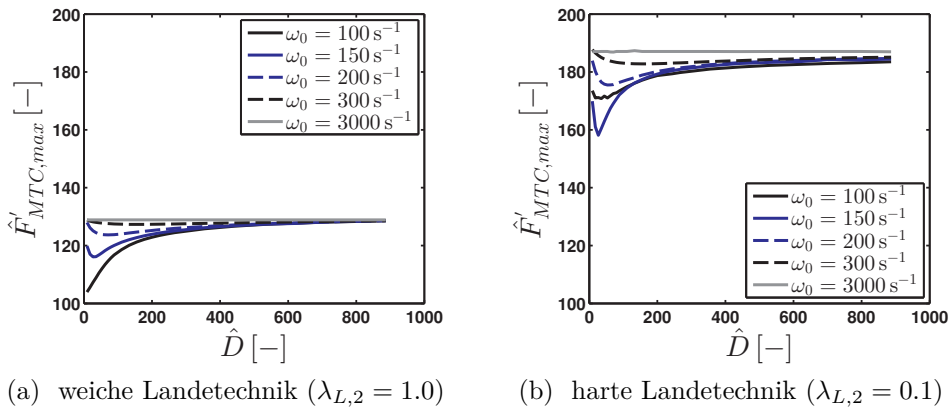 200
180
160
140
120
100
0 200 400 600 800 1000
F̂′MTC,max [−]
D̂ [−]
ω0 = 100 s−1
ω0 = 150 s−1
ω0 = 200 s−1
ω0 = 300 s−1
ω0 = 3000 s−1
(a) weiche Landetechnik (λL,2 = 1.0)
200
180
160
140
120
100
0 200 400 600 800 1000
F̂′MTC,max [−]
D̂ [−]
ω0 = 100 s−1
ω0 = 150 s−1
ω0 = 200 s−1
ω0 = 300 s−1
ω0 = 3000 s−1
(b) harte Landetechnik (λL,2 = 0.1)